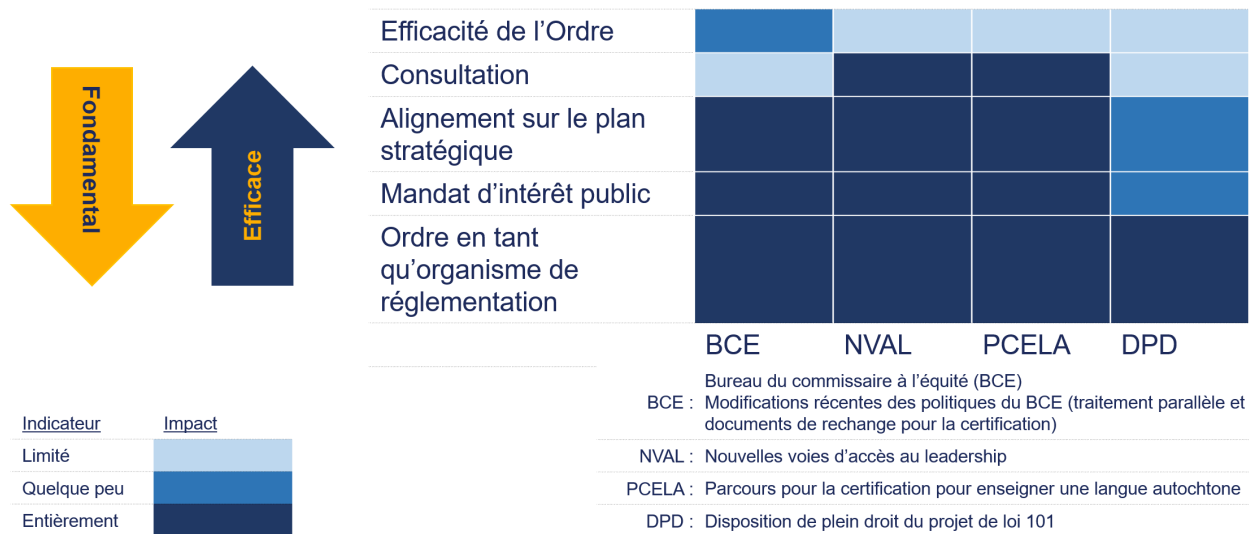 Fondamental
Efficace
Efficacité de l’Ordre
Consultation
Alignement sur le plan
stratégique
Mandat d’intérêt public
Ordre en tant
qu’organisme de
réglementation
BCE
NVAL
PCELA
DPD
Indicateur
Impact
Limité
Quelque peu
Entièrement
Bureau du commissaire à l’équité (BCE)
BCE : Modifications récentes des politiques du BCE (traitement parallèle et
documents de rechange pour la certification)
NVAL : Nouvelles voies d’accès au leadership
PCELA : Parcours pour la certification pour enseigner une langue autochtone
DPD : Disposition de plein droit du projet de loi 101